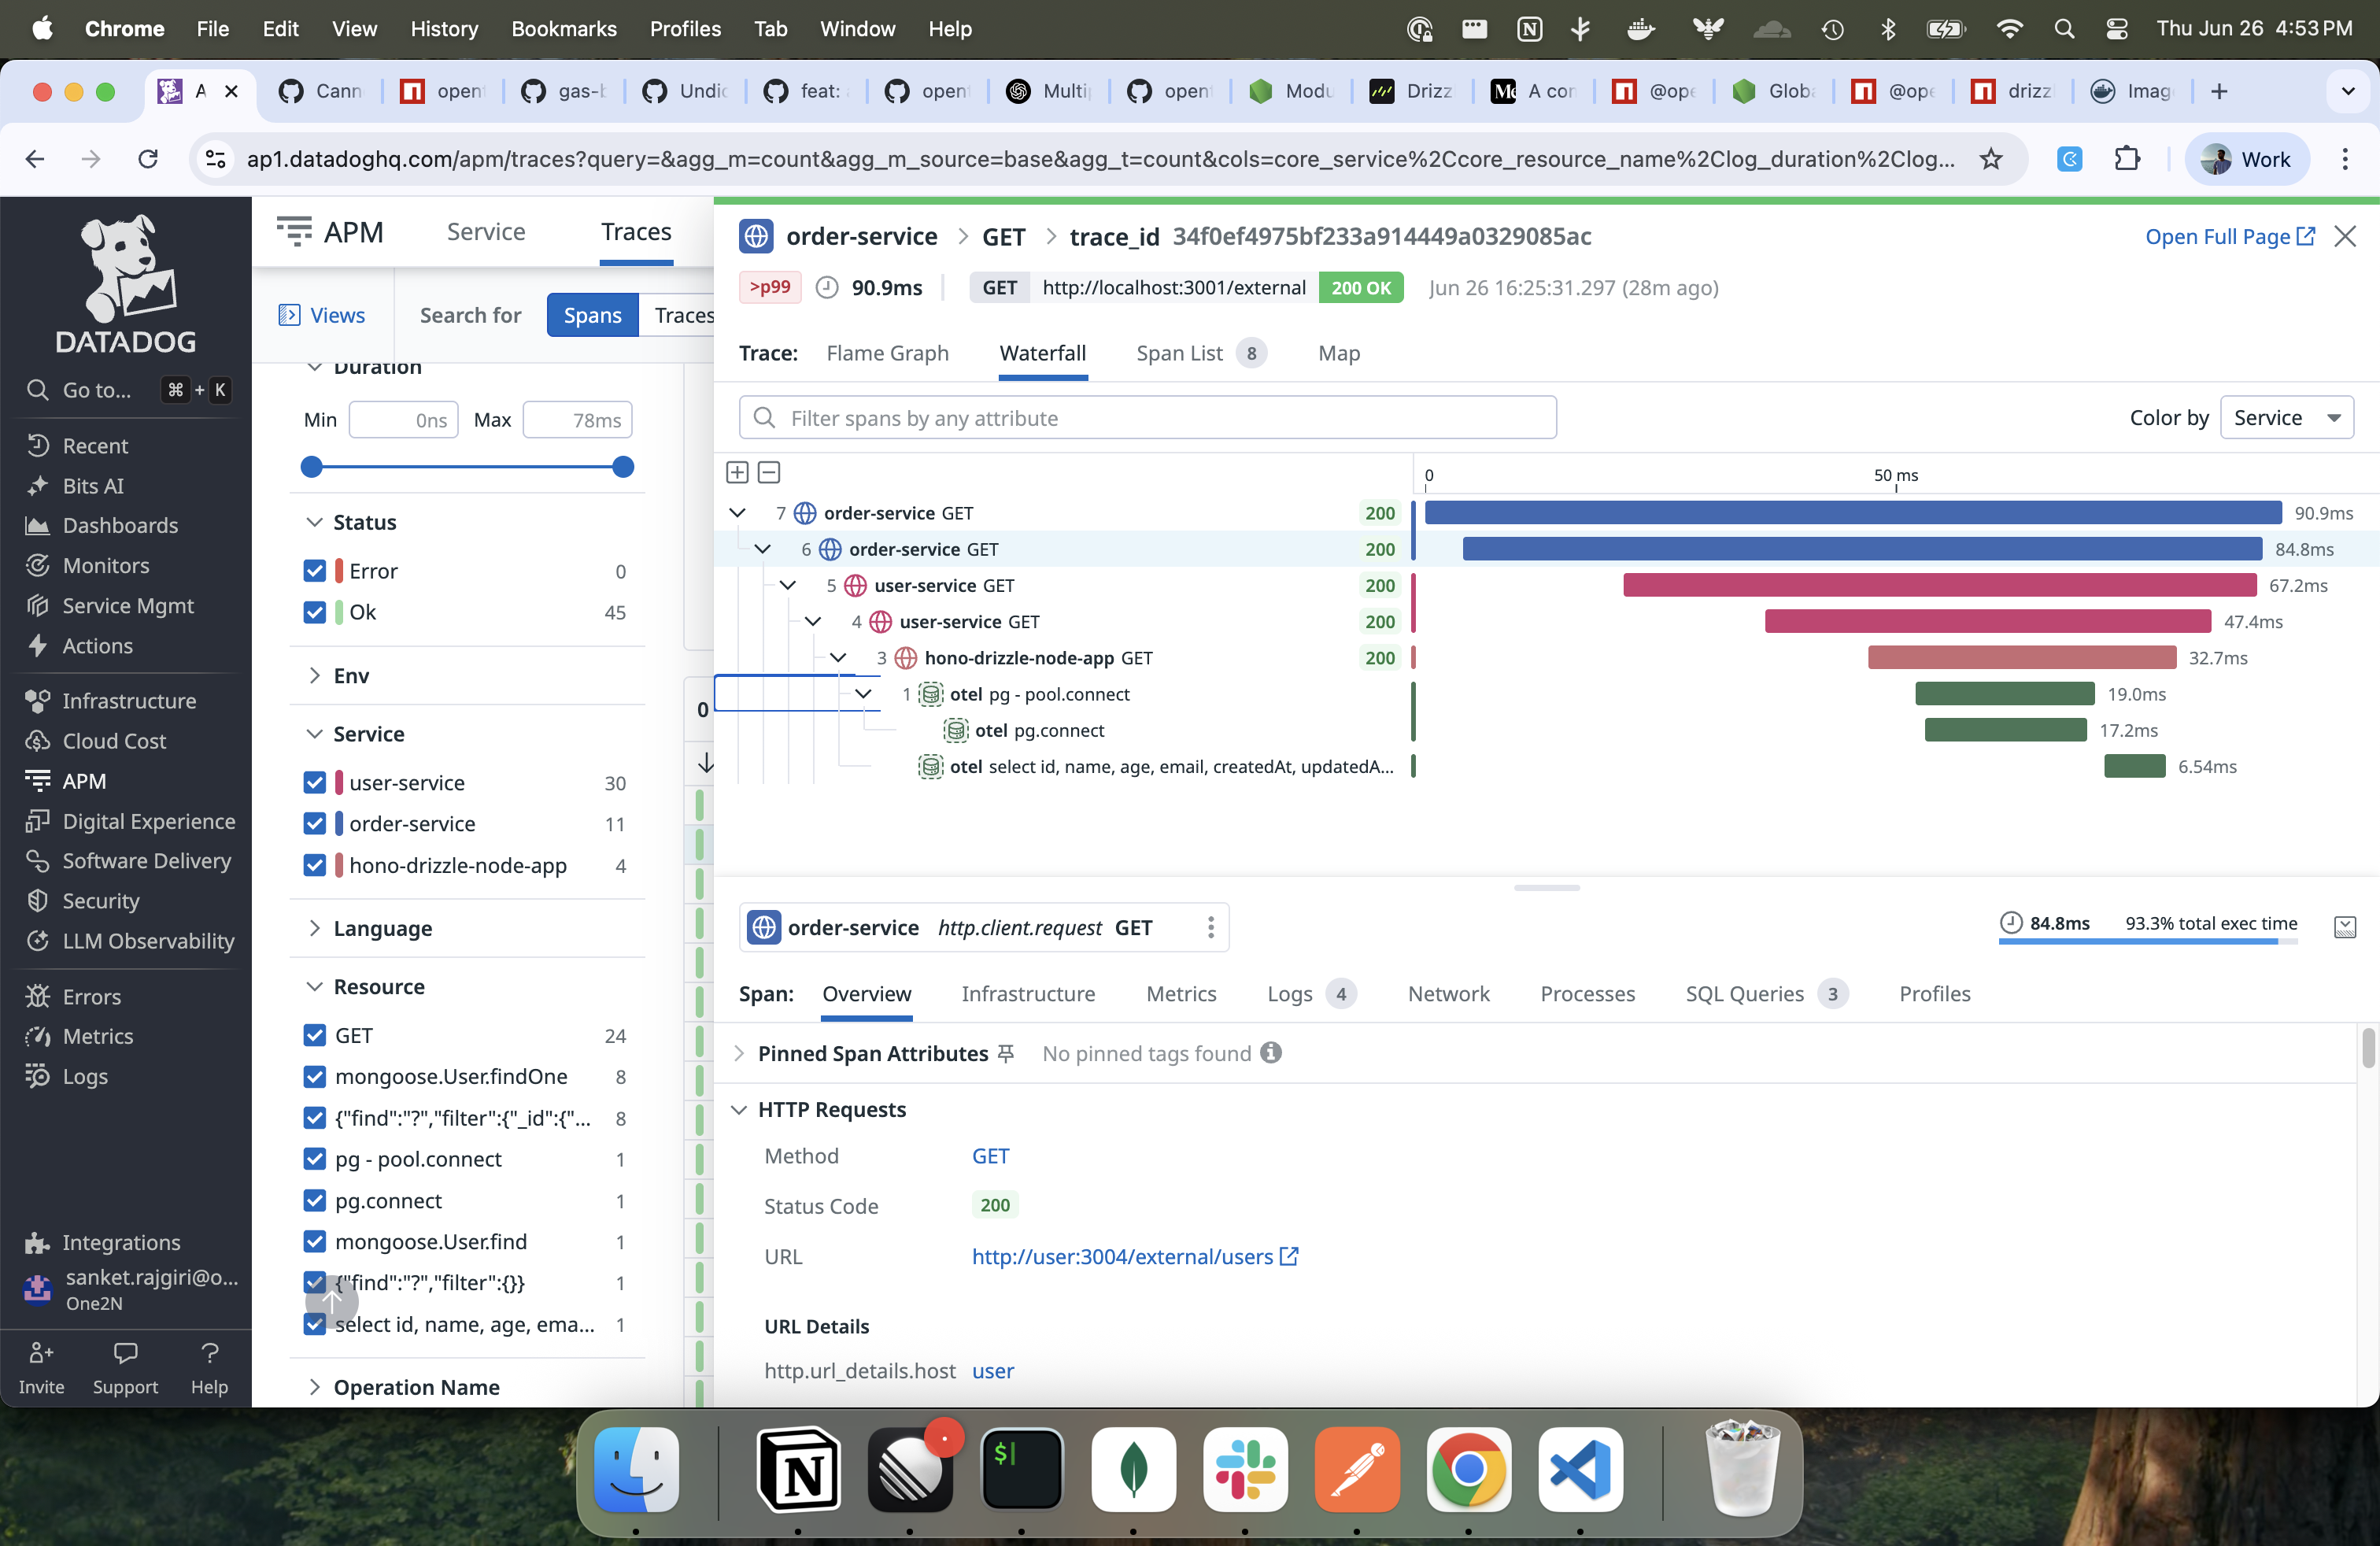 Chrome File Edit View History Bookmarks Profiles Tab Window Help Thu Jun 26 4:53 PM
A Cann opent gas-b Undic feat: a opent Multip opent Modu Drizz A con @ope Globa @ope drizz Imag
ap1.datadoghq.com/apm/traces?query=&agg_m=count&agg_m_source=base&agg_t=count&cols=core_service%2Ccore_resource_name%2Clog_duration%2Clog... Work
DATADOG
Go to... ⌘ + K
Recent
Bits AI
Dashboards
Monitors
Service Mgmt
Actions
Infrastructure
Cloud Cost
APM
Digital Experience
Software Delivery
Security
LLM Observability
Errors
Metrics
Logs
Integrations
sanket.rajgiri@o...
One2N
Invite Support Help
APM Service Traces
Views Search for Spans Traces
Duration
Min 0ns Max 78ms
Status
Error 0
Ok 45
Env
Service
user-service 30
order-service 11
hono-drizzle-node-app 4
Language
Resource
GET 24
mongoose.User.findOne 8
{"find":"?","filter":{"_id":{"... 8
pg - pool.connect 1
pg.connect 1
mongoose.User.find 1
{"find":"?","filter":{}} 1
select id, name, age, ema... 1
Operation Name
0
order-service > GET > trace_id 34f0ef4975bf233a914449a0329085ac Open Full Page
>p99 90.9ms GET http://localhost:3001/external 200 OK Jun 26 16:25:31.297 (28m ago)
Trace: Flame Graph Waterfall Span List 8 Map
Filter spans by any attribute Color by Service
0 50 ms
7 order-service GET 200 90.9ms
6 order-service GET 200 84.8ms
5 user-service GET 200 67.2ms
4 user-service GET 200 47.4ms
3 hono-drizzle-node-app GET 200 32.7ms
1 otel pg - pool.connect 19.0ms
otel pg.connect 17.2ms
otel select id, name, age, email, createdAt, updatedA... 6.54ms
order-service http.client.request GET 84.8ms 93.3% total exec time
Span: Overview Infrastructure Metrics Logs 4 Network Processes SQL Queries 3 Profiles
Pinned Span Attributes No pinned tags found
HTTP Requests
Method GET
Status Code 200
URL http://user:3004/external/users
URL Details
http.url_details.host user